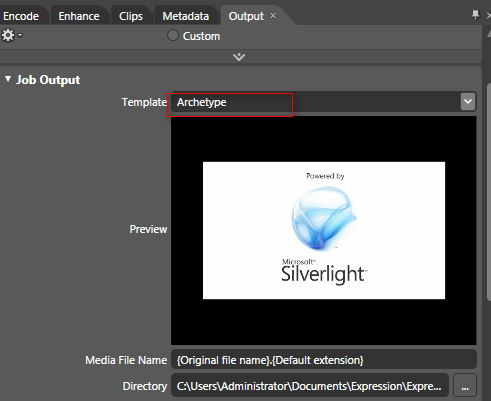 Encode Enhance Clips Metadata Output
Custom
Job Output
Template Archetype
Powered by
Preview
Microsoft®
Silverlight™
Media File Name {Original file name}.{Default extension}
Directory C:\Users\Administrator\Documents\Expression\Expre... ...